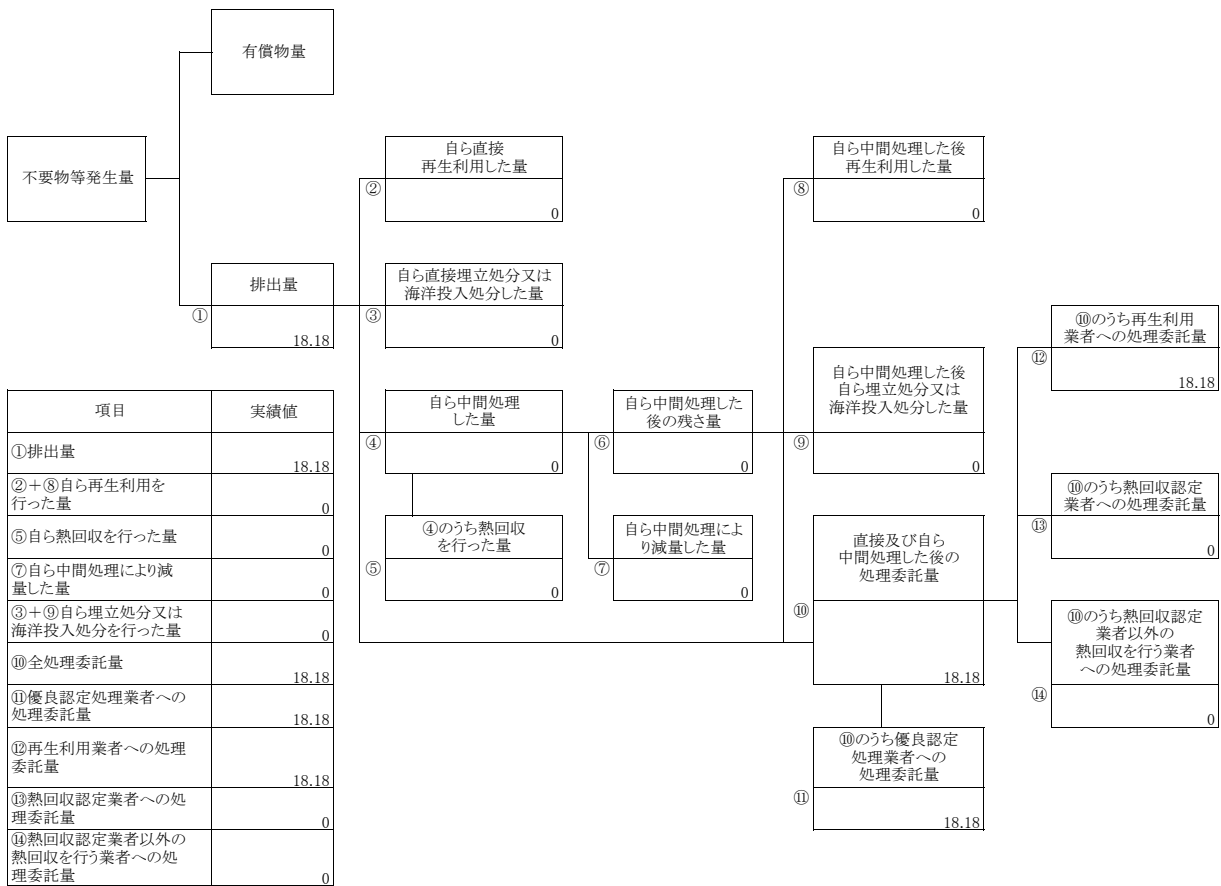 有償物量
不要物等発生量
自ら直接
再生利用した量
②
0
自ら中間処理した後
再生利用した量
⑧
0
排出量
①
18.18
自ら直接埋立処分又は
海洋投入処分した量
③
0
⑩のうち再生利用
業者への処理委託量
⑫
18.18
自ら中間処理
した量
④
0
自ら中間処理した
後の残さ量
⑥
0
自ら中間処理した後
自ら埋立処分又は
海洋投入処分した量
⑨
0
⑩のうち熱回収認定
業者への処理委託量
⑬
0
④のうち熱回収
を行った量
⑤
0
自ら中間処理によ
り減量した量
⑦
0
直接及び自ら
中間処理した後の
処理委託量
⑩
18.18
⑩のうち熱回収認定
業者以外の
熱回収を行う業者
への処理委託量
⑭
0
⑩のうち優良認定
処理業者への
処理委託量
⑪
18.18
項目 実績値
①排出量
18.18
②+⑧自ら再生利用を
行った量
0
⑤自ら熱回収を行った量
0
⑦自ら中間処理により減
量した量
0
③+⑨自ら埋立処分又は
海洋投入処分を行った量
0
⑩全処理委託量
18.18
⑪優良認定処理業者への
処理委託量
18.18
⑫再生利用業者への処理
委託量
18.18
⑬熱回収認定業者への処
理委託量
0
⑭熱回収認定業者以外の
熱回収を行う業者への処
理委託量
0